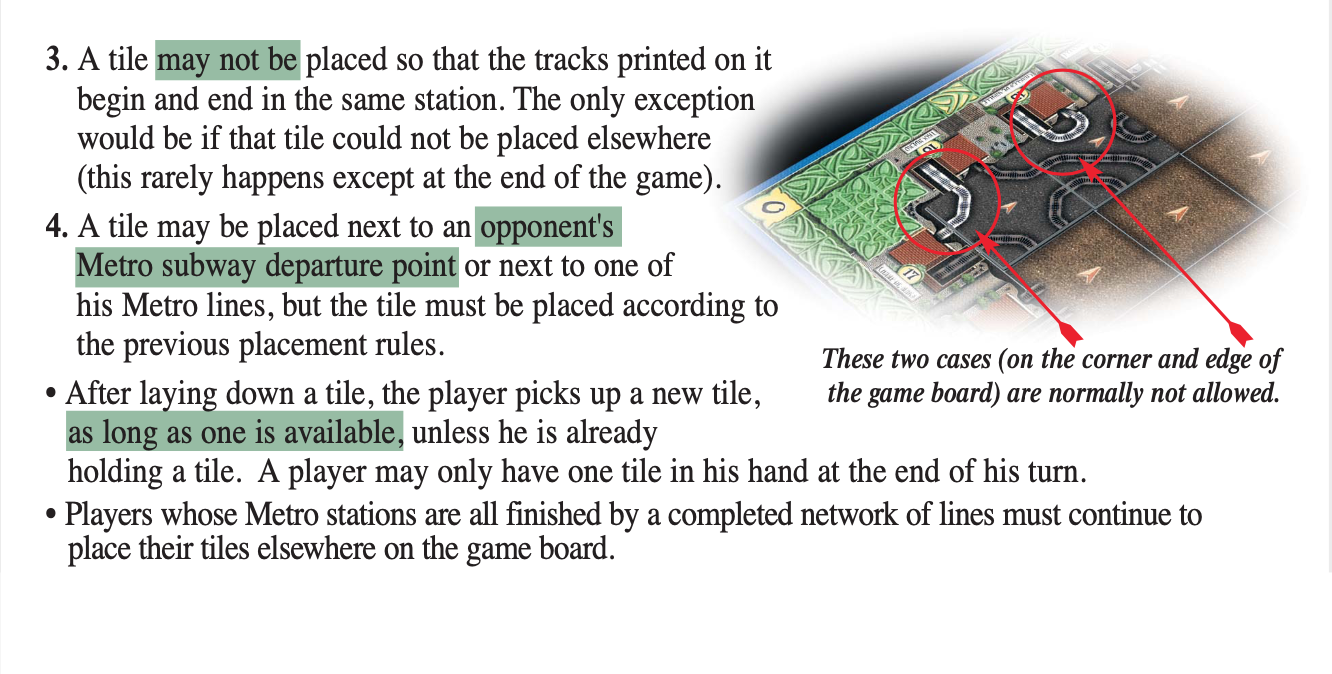 3. A tile may not be placed so that the tracks printed on it
begin and end in the same station. The only exception
would be if that tile could not be placed elsewhere
(this rarely happens except at the end of the game).
4. A tile may be placed next to an opponent's
Metro subway departure point or next to one of
his Metro lines, but the tile must be placed according to
the previous placement rules.
These two cases (on the corner and edge of
the game board) are normally not allowed.
• After laying down a tile, the player picks up a new tile,
as long as one is available, unless he is already
holding a tile. A player may only have one tile in his hand at the end of his turn.
• Players whose Metro stations are all finished by a completed network of lines must continue to
place their tiles elsewhere on the game board.
0
17